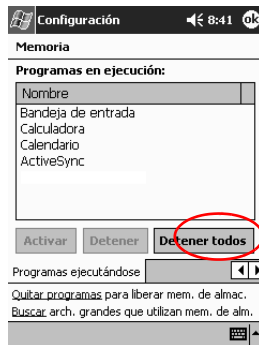 Configuración 8:41 ok
Memoria
Programas en ejecución:
Nombre
Bandeja de entrada
Calculadora
Calendario
ActiveSync
Activar Detener Detener todos
Programas ejecutándose
Quitar programas para liberar mem. de almac.
Buscar arch. grandes que utilizan mem. de alm.